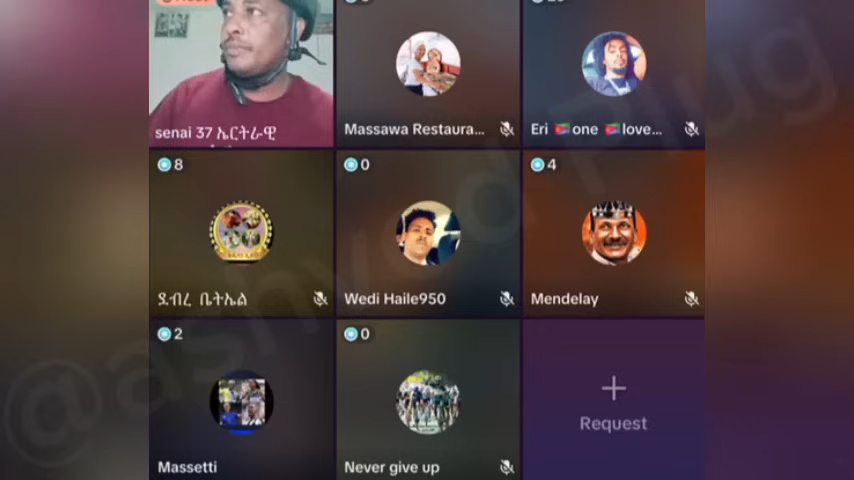 senai 37 ኤርትራዊ
Massawa Restaura...
Eri 🇪🇷one 🇪🇷love...
8
0
4
ደብረ ቤትኤል
Wedi Haile950
Mendelay
2
0
Request
Massetti
Never give up